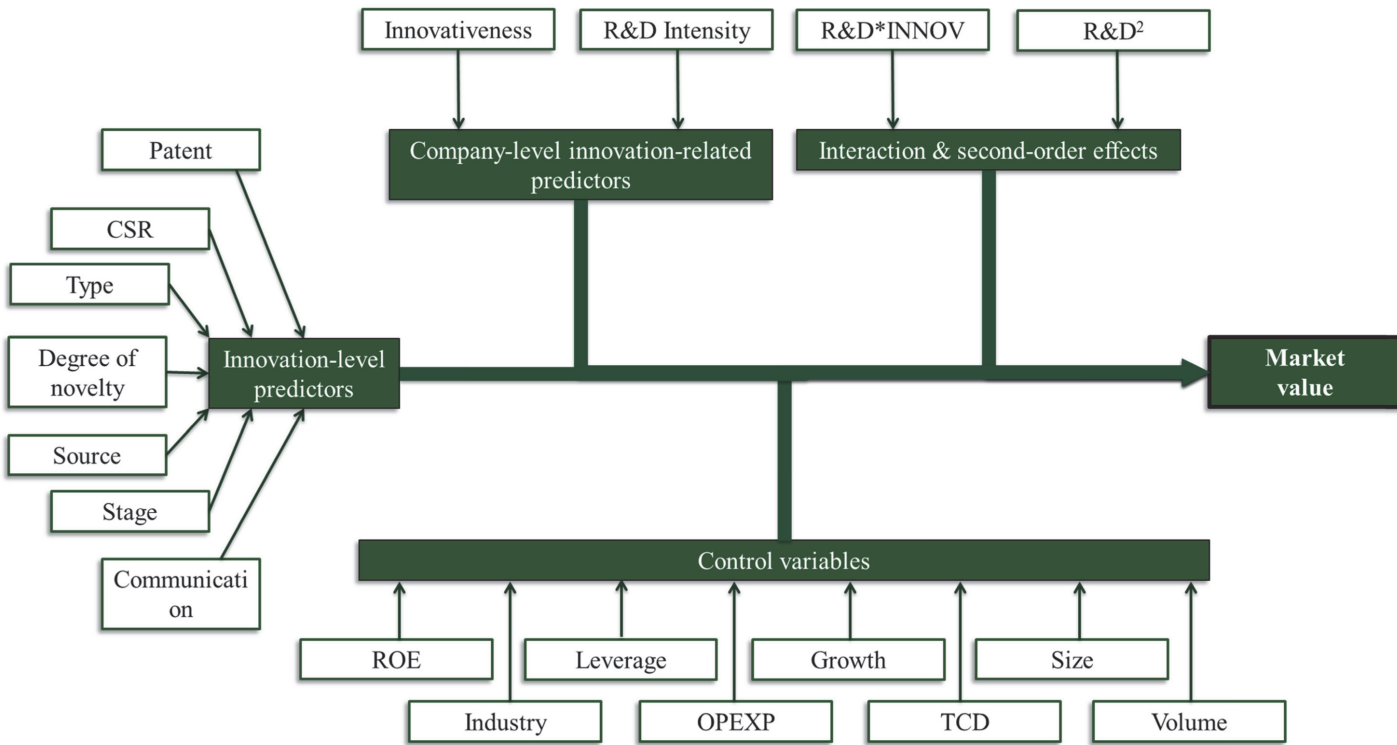 Innovativeness
R&D Intensity
R&D*INNOV
R&D²
Patent
Company-level innovation-related
predictors
Interaction & second-order effects
CSR
Type
Degree of
novelty
Innovation-level
predictors
Market
value
Source
Stage
Communicati
on
Control variables
ROE
Leverage
Growth
Size
Industry
OPEXP
TCD
Volume